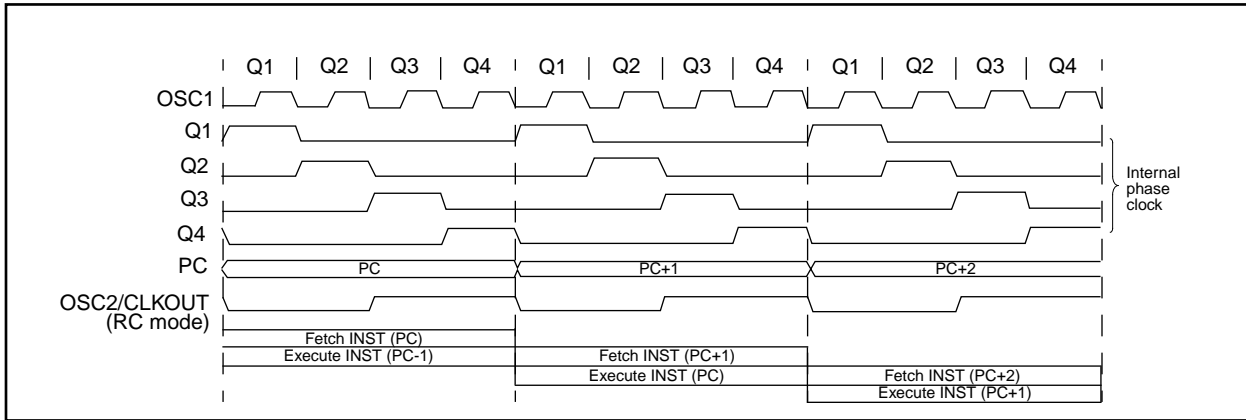 Q1 | Q2 | Q3 | Q4 | Q1 | Q2 | Q3 | Q4 | Q1 | Q2 | Q3 | Q4
OSC1
Q1
Q2
Q3
Q4
Internal
phase
clock
PC
PC
PC+1
PC+2
OSC2/CLKOUT
(RC mode)
Fetch INST (PC)
Execute INST (PC-1)
Fetch INST (PC+1)
Execute INST (PC)
Fetch INST (PC+2)
Execute INST (PC+1)